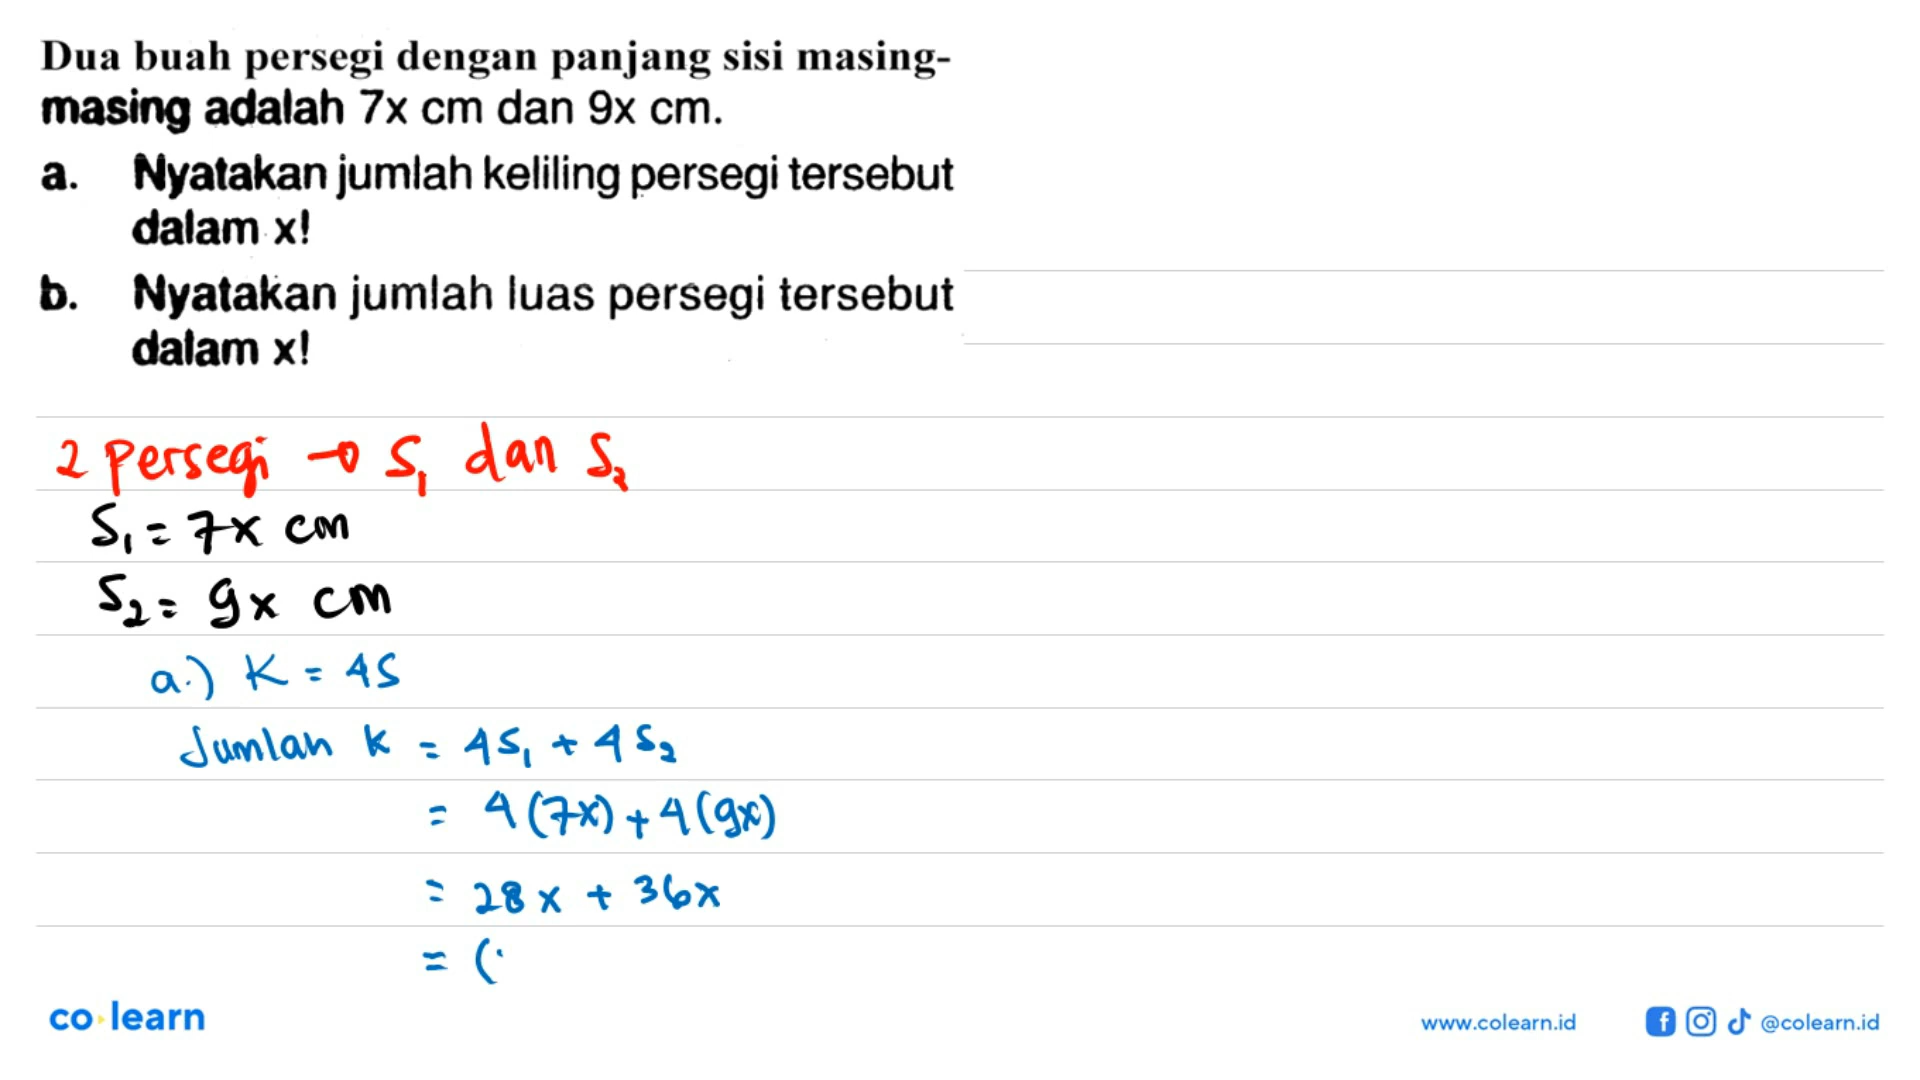 Dua buah persegi dengan panjang sisi masing-
masing adalah 7x cm dan 9x cm.
a. Nyatakan jumlah keliling persegi tersebut
dalam x!
b. Nyatakan jumlah luas persegi tersebut
dalam x!
2 persegi → S₁ dan S₂
S₁ = 7x cm
S₂ = 9x cm
a.) K = 4S
Jumlah K = 4S₁ + 4S₂
= 4(7x) + 4(9x)
= 28x + 36x
= (
co learn
www.colearn.id @colearn.id